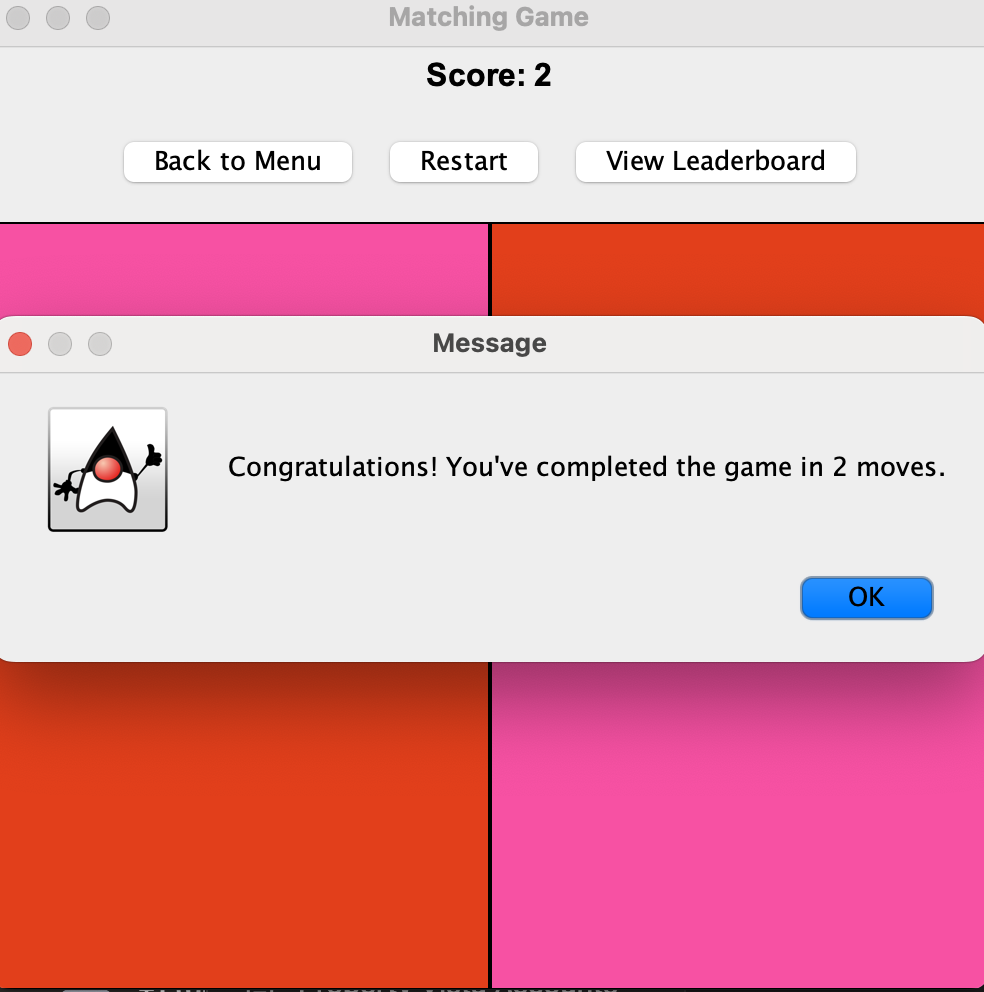 Matching Game
Score: 2
Back to Menu
Restart
View Leaderboard
Message
Congratulations! You've completed the game in 2 moves.
OK